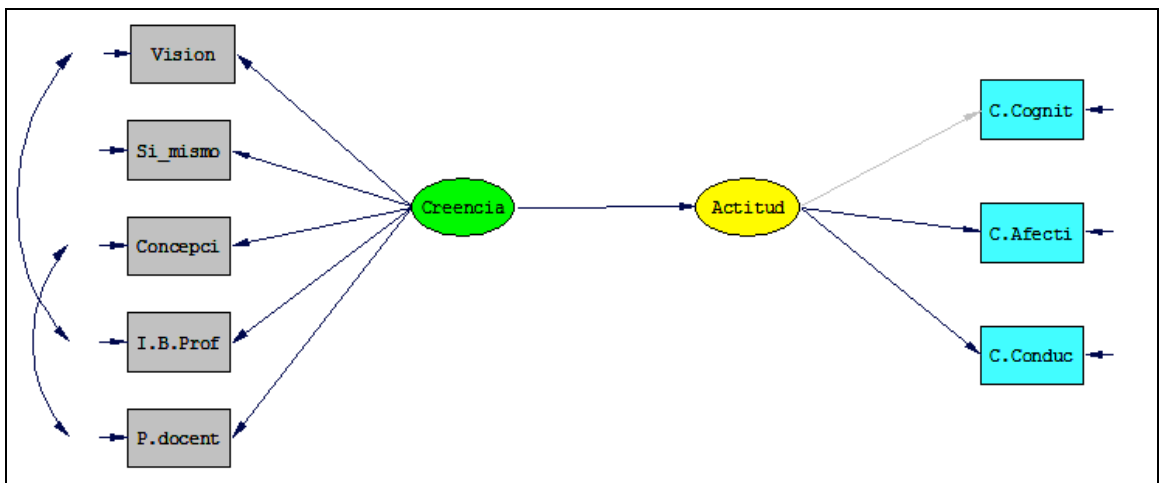 Vision
Si_mismo
Concepci
I.B.Prof
P.docent
Creencia
Actitud
C.Cognit
C.Afecti
C.Conduc